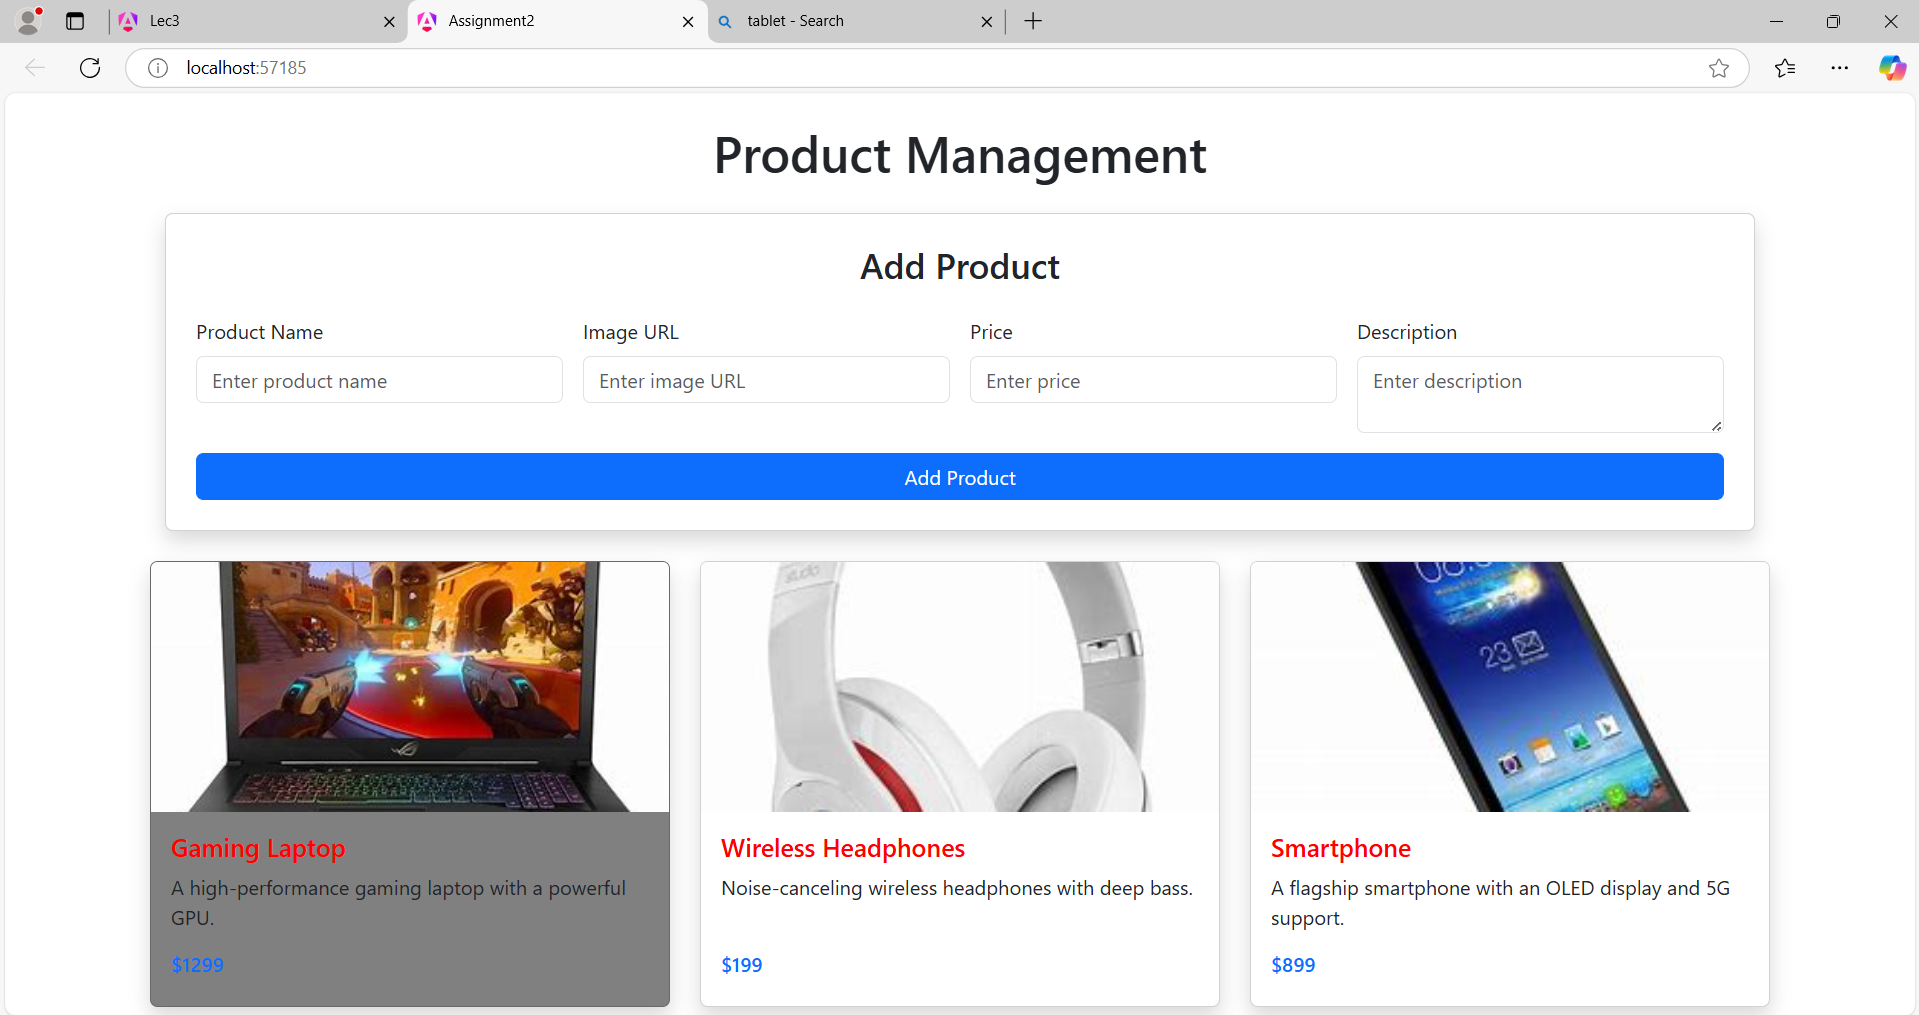 Lec3
Assignment2
tablet - Search
localhost:57185
Product Management
Add Product
Product Name
Image URL
Price
Description
Enter product name
Enter image URL
Enter price
Enter description
Add Product
studio
23
Gaming Laptop
A high-performance gaming laptop with a powerful
GPU.
$1299
Wireless Headphones
Noise-canceling wireless headphones with deep bass.
$199
Smartphone
A flagship smartphone with an OLED display and 5G
support.
$899